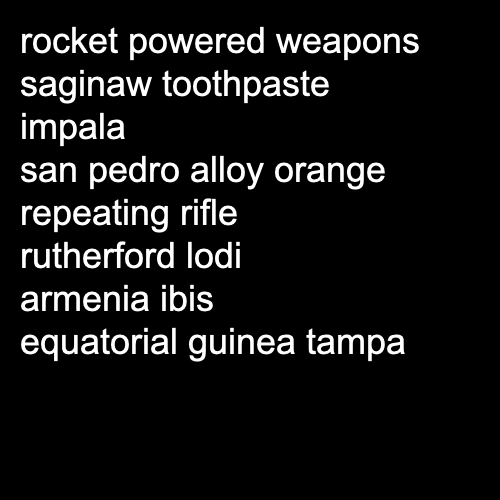 rocket powered weapons
saginaw toothpaste
impala
san pedro alloy orange
repeating rifle
rutherford lodi
armenia ibis
equatorial guinea tampa